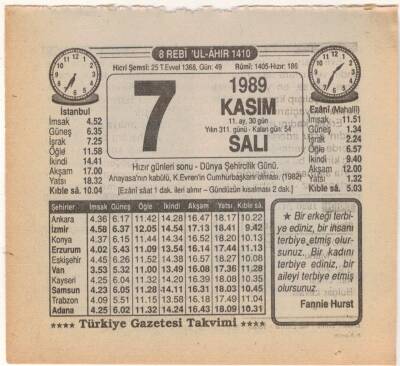 8 REBİ 'UL-ÂHIR 1410
Hicrî Şemsî: 25 T.Evvel 1368, Gün: 49
Rûmî: 1405-Hızır: 186
İstanbul
İmsak 4.52
Güneş 6.35
İşrak 7.25
Öğle 11.58
İkindi 14.41
Akşam 17.00
Yatsı 18.32
Kıble sâ. 10.04
7
1989
KASIM
11. ay, 30 gün
Yılın 311. günü - Kalan gün: 54
SALI
Ezânî (Mahallî)
İmsak 11.51
Güneş 1.34
İşrak 2.24
Öğle 6.57
İkindi 9.40
Akşam 12.00
Yatsı 1.32
Kıble sâ. 5.03
Hızır günleri sonu - Dünya Şehircilik Günü.
Anayasa'nın kabûlü, K.Evren'in Cumhurbaşkanı olması. (1982)
[Ezânî sâat 1 dak. ileri alınır – Gündüzün kısalması 2 dak.]
Şehirler İmsak Güneş Öğle İkindi Akşam Yatsı Kıble sâ.
Ankara 4.36 6.17 11.42 14.28 16.47 18.17 10.22
İzmir 4.58 6.37 12.05 14.54 17.13 18.41 9.42
Konya 4.37 6.15 11.44 14.34 16.52 18.20 10.13
Erzurum 4.02 5.43 11.09 13.54 16.14 17.44 11.13
Eskişehir 4.45 6.26 11.52 14.38 16.57 18.27 10.08
Van 3.53 5.32 11.00 13.49 16.08 17.36 11.28
Kayseri 4.25 6.04 11.32 14.20 16.39 18.08 10.35
Samsun 4.23 6.05 11.28 14.11 16.31 18.03 10.45
Trabzon 4.09 5.51 11.15 13.58 16.18 17.49 11.04
Adana 4.25 6.02 11.32 14.24 16.43 18.09 10.31
★ Bir erkeği terbi-
ye ediniz, bir insanı
terbiye etmiş olur-
sunuz. Bir kadını
terbiye ediniz, bir
aileyi terbiye etmiş
olursunuz.
Fannie Hurst
★★★★ Türkiye Gazetesi Takvimi ★★★★